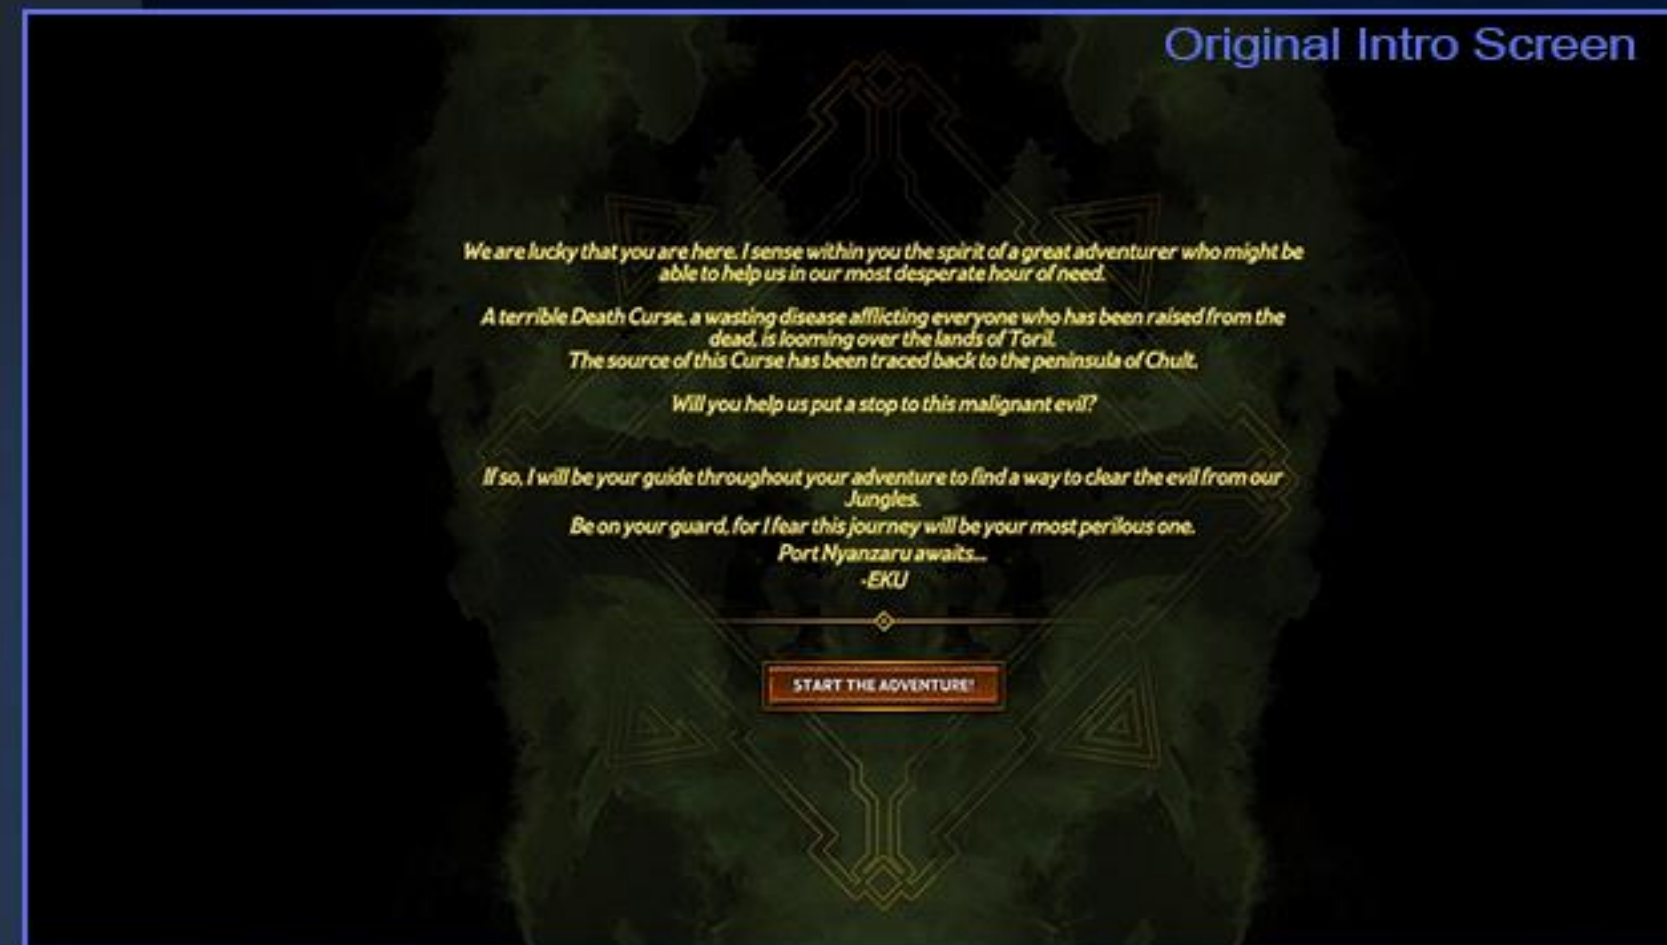 Original Intro Screen
We are lucky that you are here. I sense within you the spirit of a great adventurer who might be
able to help us in our most desperate hour of need.
A terrible Death Curse, a wasting disease afflicting everyone who has been raised from the
dead, is looming over the lands of Toril.
The source of this Curse has been traced back to the peninsula of Chult.
Will you help us put a stop to this malignant evil?
If so, I will be your guide throughout your adventure to find a way to clear the evil from our
Jungles.
Be on your guard, for I fear this journey will be your most perilous one.
Port Nyanzaru awaits...
-EKU
START THE ADVENTURE!